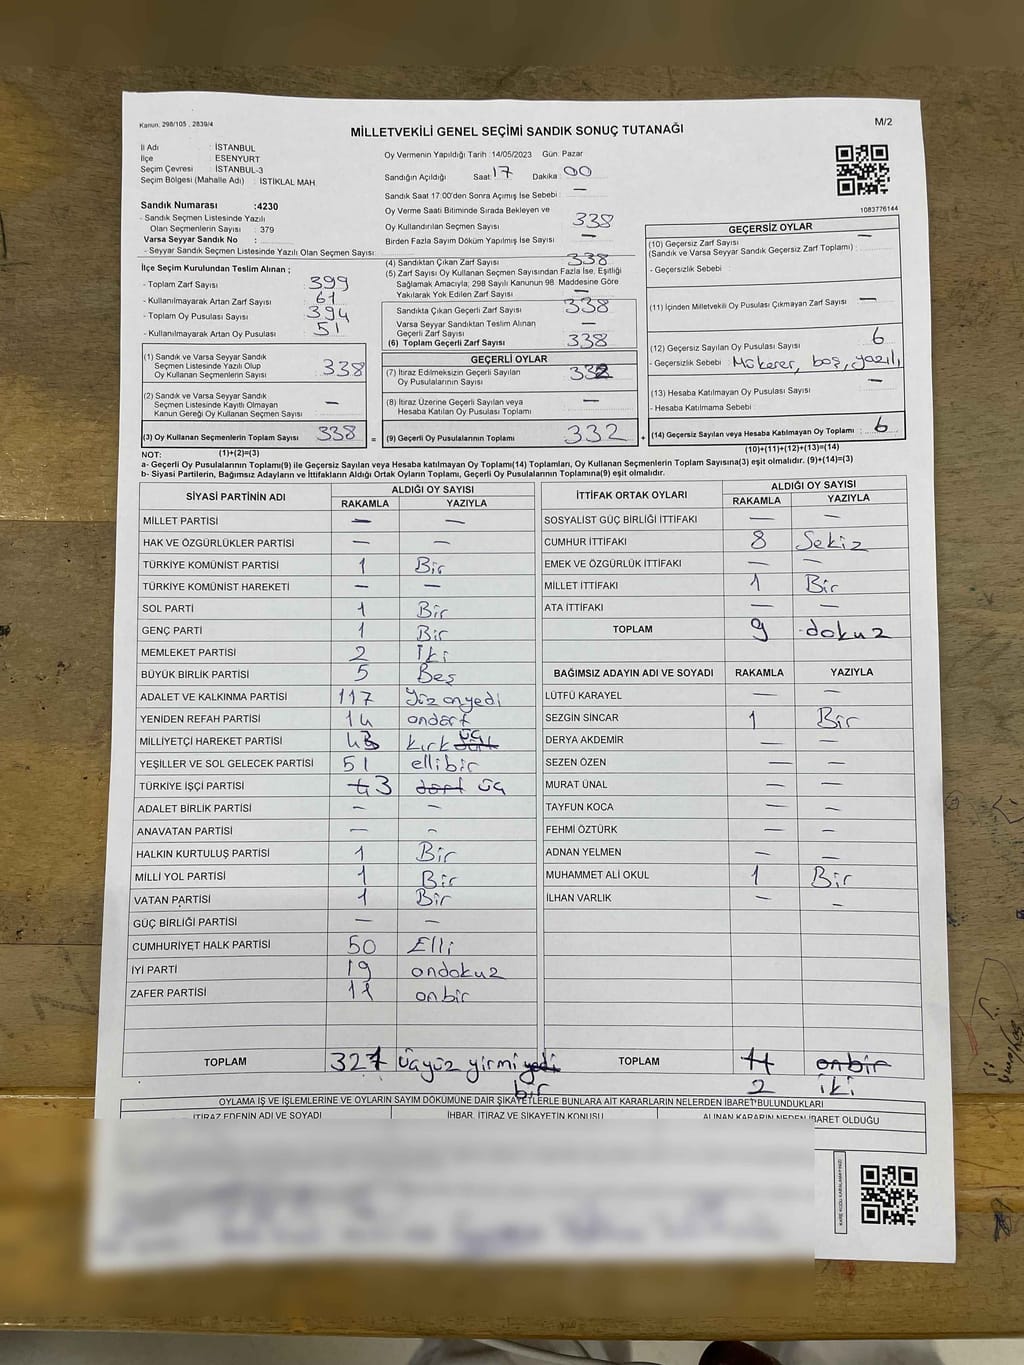 Kanun. 298/105 , 2839/4
MİLLETVEKİLİ GENEL SEÇİMİ SANDIK SONUÇ TUTANAĞI
M/2
İl Adı : İSTANBUL
İlçe : ESENYURT
Seçim Çevresi : İSTANBUL-3
Seçim Bölgesi (Mahalle Adı) : İSTİKLAL MAH.
Sandık Numarası :4230
- Sandık Seçmen Listesinde Yazılı
Olan Seçmenlerin Sayısı : 379
Varsa Seyyar Sandık No :
- Seyyar Sandık Seçmen Listesinde Yazılı Olan Seçmen Sayısı :
Oy Vermenin Yapıldığı Tarih :14/05/2023 Gün: Pazar
Sandığın Açıldığı Saat: 17 Dakika 00
Sandık Saat 17:00'den Sonra Açılmış İse Sebebi : —
Oy Verme Saati Bitiminde Sırada Bekleyen ve
Oy Kullandırılan Seçmen Sayısı 338
Birden Fazla Sayım Döküm Yapılmış İse Sayısı —
1083776144
İlçe Seçim Kurulundan Teslim Alınan ;
- Toplam Zarf Sayısı : 399
- Kullanılmayarak Artan Zarf Sayısı : 61
- Toplam Oy Pusulası Sayısı : 394
- Kullanılmayarak Artan Oy Pusulası : 51
(1) Sandık ve Varsa Seyyar Sandık
Seçmen Listesinde Yazılı Olup
Oy Kullanan Seçmenlerin Sayısı : 338
(2) Sandık ve Varsa Seyyar Sandık
Seçmen Listesinde Kayıtlı Olmayan
Kanun Gereği Oy Kullanan Seçmen Sayısı : —
(3) Oy Kullanan Seçmenlerin Toplam Sayısı 338 =
(1)+(2)=(3)
(4) Sandıktan Çıkan Zarf Sayısı 338
(5) Zarf Sayısı Oy Kullanan Seçmen Sayısından Fazla İse, Eşitliği
Sağlamak Amacıyla; 298 Sayılı Kanunun 98. Maddesine Göre
Yakılarak Yok Edilen Zarf Sayısı : —
Sandıkta Çıkan Geçerli Zarf Sayısı 338
Varsa Seyyar Sandıktan Teslim Alınan
Geçerli Zarf Sayısı : —
(6) Toplam Geçerli Zarf Sayısı : 338
GEÇERLİ OYLAR
(7) İtiraz Edilmeksizin Geçerli Sayılan
Oy Pusulalarının Sayısı : 332
(8) İtiraz Üzerine Geçerli Sayılan veya
Hesaba Katılan Oy Pusulası Toplamı : —
(9) Geçerli Oy Pusulalarının Toplamı : 332 +
GEÇERSİZ OYLAR
(10) Geçersiz Zarf Sayısı —
(Sandık ve Varsa Seyyar Sandık Geçersiz Zarf Toplamı) :
- Geçersizlik Sebebi :
(11) İçinden Milletvekili Oy Pusulası Çıkmayan Zarf Sayısı : —
(12) Geçersiz Sayılan Oy Pusulası Sayısı : 6
- Geçersizlik Sebebi : Mükerer, boş, yazılı
(13) Hesaba Katılmayan Oy Pusulası Sayısı : —
- Hesaba Katılmama Sebebi :
(14) Geçersiz Sayılan veya Hesaba Katılmayan Oy Toplamı : 6
(10)+(11)+(12)+(13)=(14)
NOT:
a- Geçerli Oy Pusulalarının Toplamı(9) ile Geçersiz Sayılan veya Hesaba katılmayan Oy Toplamı(14) Toplamları, Oy Kullanan Seçmenlerin Toplam Sayısına(3) eşit olmalıdır. (9)+(14)=(3)
b- Siyasi Partilerin, Bağımsız Adayların ve İttifakların Aldığı Ortak Oyların Toplamı, Geçerli Oy Pusulalarının Toplamına(9) eşit olmalıdır.
SİYASİ PARTİNİN ADI ALDIĞI OY SAYISI
RAKAMLA YAZIYLA
MİLLET PARTİSİ — —
HAK VE ÖZGÜRLÜKLER PARTİSİ — —
TÜRKİYE KOMÜNİST PARTİSİ 1 Bir
TÜRKİYE KOMÜNİST HAREKETİ — —
SOL PARTİ 1 Bir
GENÇ PARTİ 1 Bir
MEMLEKET PARTİSİ 2 İki
BÜYÜK BİRLİK PARTİSİ 5 Beş
ADALET VE KALKINMA PARTİSİ 117 Yüz onyedi
YENİDEN REFAH PARTİSİ 14 ondört
MİLLİYETÇİ HAREKET PARTİSİ 43 kırk dört üç
YEŞİLLER VE SOL GELECEK PARTİSİ 51 ellibir
TÜRKİYE İŞÇİ PARTİSİ 4 3 dört üç
ADALET BİRLİK PARTİSİ — —
ANAVATAN PARTİSİ — —
HALKIN KURTULUŞ PARTİSİ 1 Bir
MİLLİ YOL PARTİSİ 1 Bir
VATAN PARTİSİ 1 Bir
GÜÇ BİRLİĞİ PARTİSİ — —
CUMHURİYET HALK PARTİSİ 50 Elli
İYİ PARTİ 19 ondokuz
ZAFER PARTİSİ 11 onbir
TOPLAM 321 üçyüz yirmi yedi
bir
İTTİFAK ORTAK OYLARI ALDIĞI OY SAYISI
RAKAMLA YAZIYLA
SOSYALİST GÜÇ BİRLİĞİ İTTİFAKI — —
CUMHUR İTTİFAKI 8 Sekiz
EMEK VE ÖZGÜRLÜK İTTİFAKI — —
MİLLET İTTİFAKI 1 Bir
ATA İTTİFAKI — —
TOPLAM 9 dokuz
BAĞIMSIZ ADAYIN ADI VE SOYADI RAKAMLA YAZIYLA
LÜTFÜ KARAYEL — —
SEZGİN SİNCAR 1 Bir
DERYA AKDEMİR — —
SEZEN ÖZEN — —
MURAT ÜNAL — —
TAYFUN KOCA — —
FEHMİ ÖZTÜRK — —
ADNAN YELMEN — —
MUHAMMET ALİ OKUL 1 Bir
İLHAN VARLIK — —
TOPLAM 11 onbir
2 iki
OYLAMA İŞ VE İŞLEMLERİNE VE OYLARIN SAYIM DÖKÜMÜNE DAİR ŞİKAYETLERLE BUNLARA AİT KARARLARIN NELERDEN İBARET BULUNDUKLARI
İTİRAZ EDENİN ADI VE SOYADI İHBAR, İTİRAZ VE ŞİKAYETİN KONUSU ALINAN KARARIN NEDEN İBARET OLDUĞU
KARE KODU KARALAMAYINIZ!